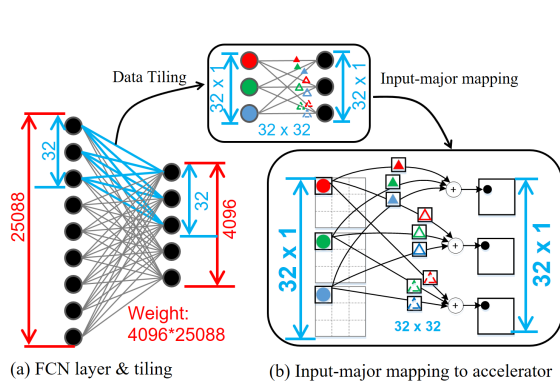 32 x 1
32 x 1
32 x 32
Data Tiling
Input-major mapping
25088
32
32
4096
Weight:
4096*25088
32 x 1
+
+
+
32 x 1
32 x 32
(a) FCN layer & tiling
(b) Input-major mapping to accelerator